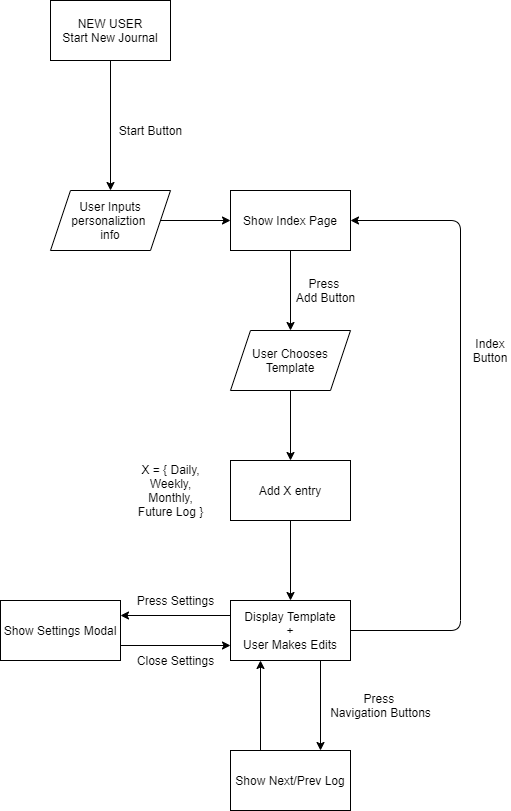 NEW USER
Start New Journal
Start Button
User Inputs
personaliztion
info
Show Index Page
Press
Add Button
User Chooses
Template
Index
Button
X = { Daily,
Weekly,
Monthly,
Future Log }
Add X entry
Press Settings
Show Settings Modal
Close Settings
Display Template
+
User Makes Edits
Press
Navigation Buttons
Show Next/Prev Log